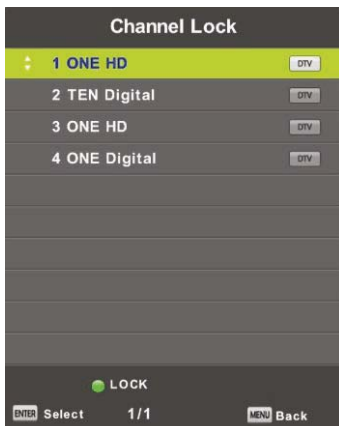 Channel Lock
1 ONE HD DTV
2 TEN Digital DTV
3 ONE HD DTV
4 ONE Digital DTV
LOCK
ENTER Select 1/1 MENU Back